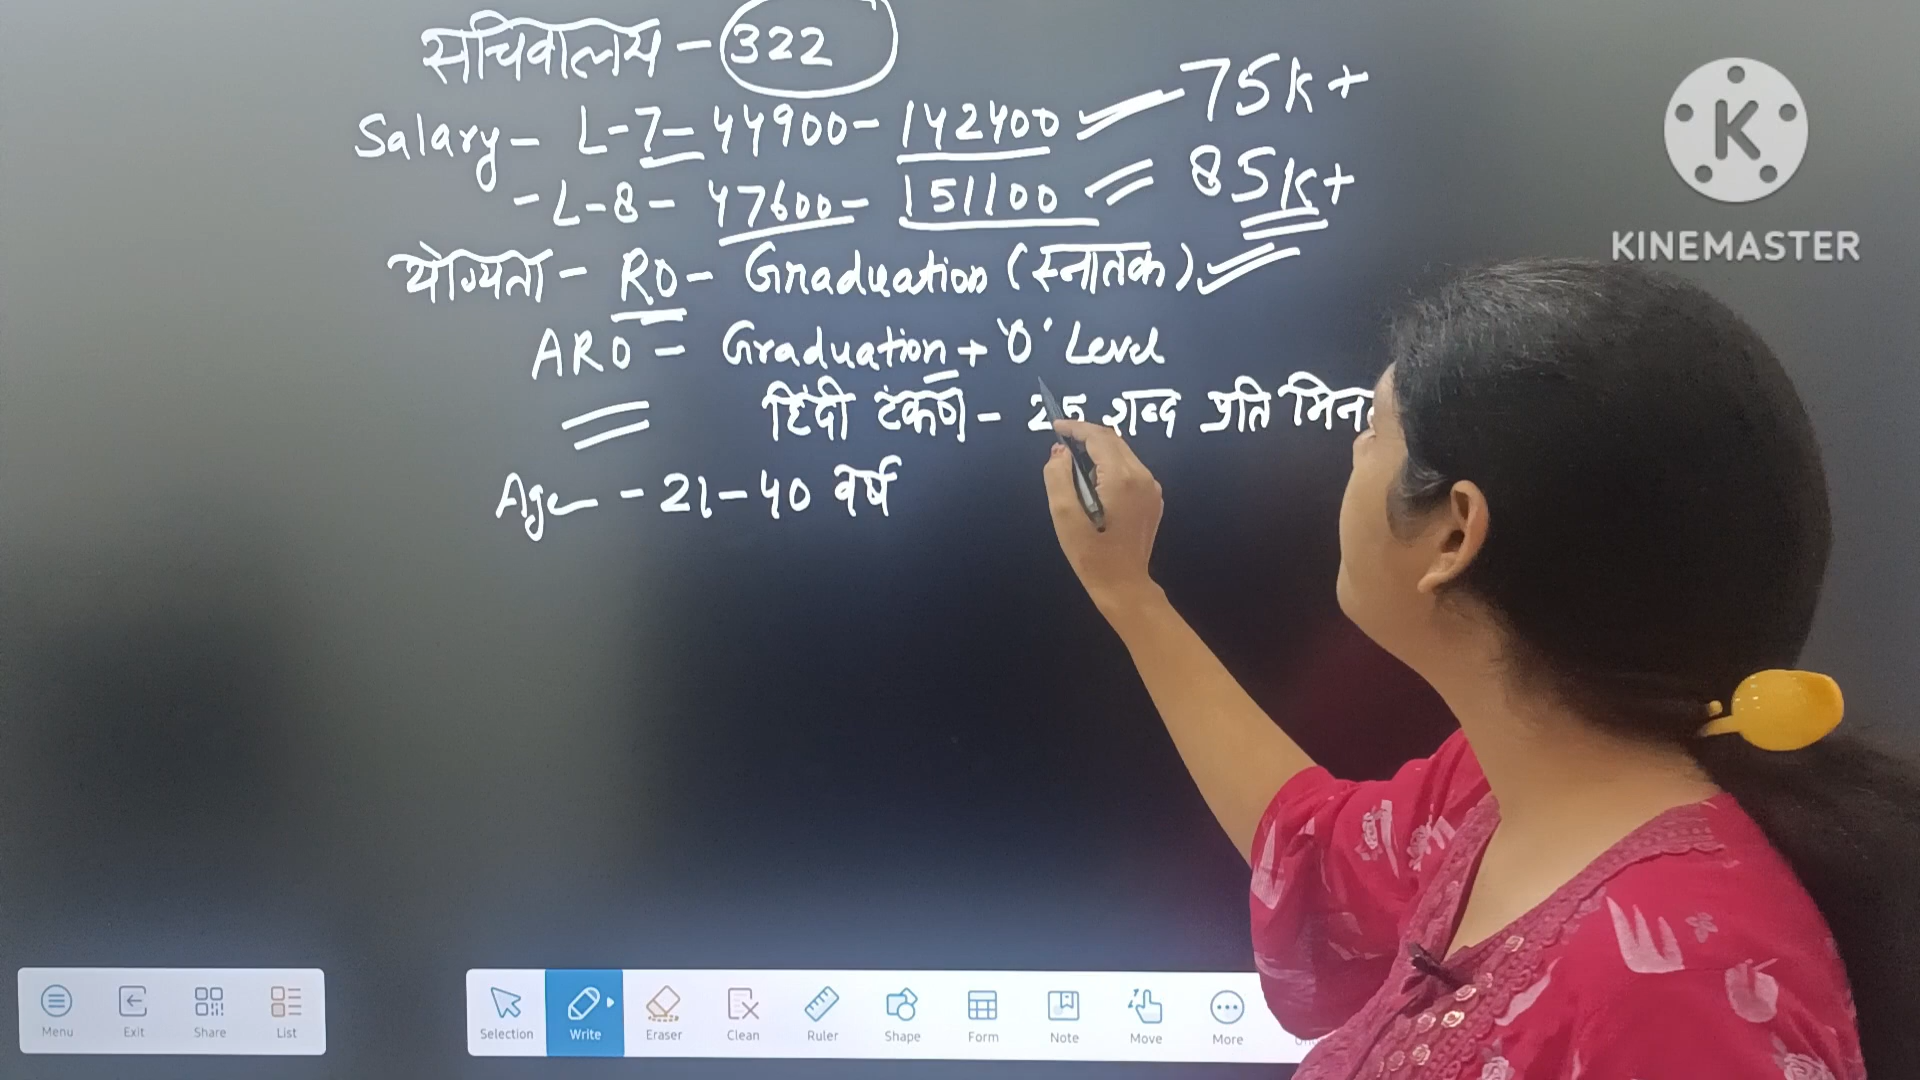 सचिवालय - 322
Salary - L-7 - 44900 - 142400 75K+
- L-8 - 47600 - 151100 85K+
योग्यता - RO - Graduation (स्नातक)
ARO - Graduation + 'O' Level
हिंदी टंकण - 25 शब्द प्रति
Age - 21-40 वर्ष
K
KINEMASTER
Menu Exit Share List
Selection Write Eraser Clean Ruler Shape Form Note Move More